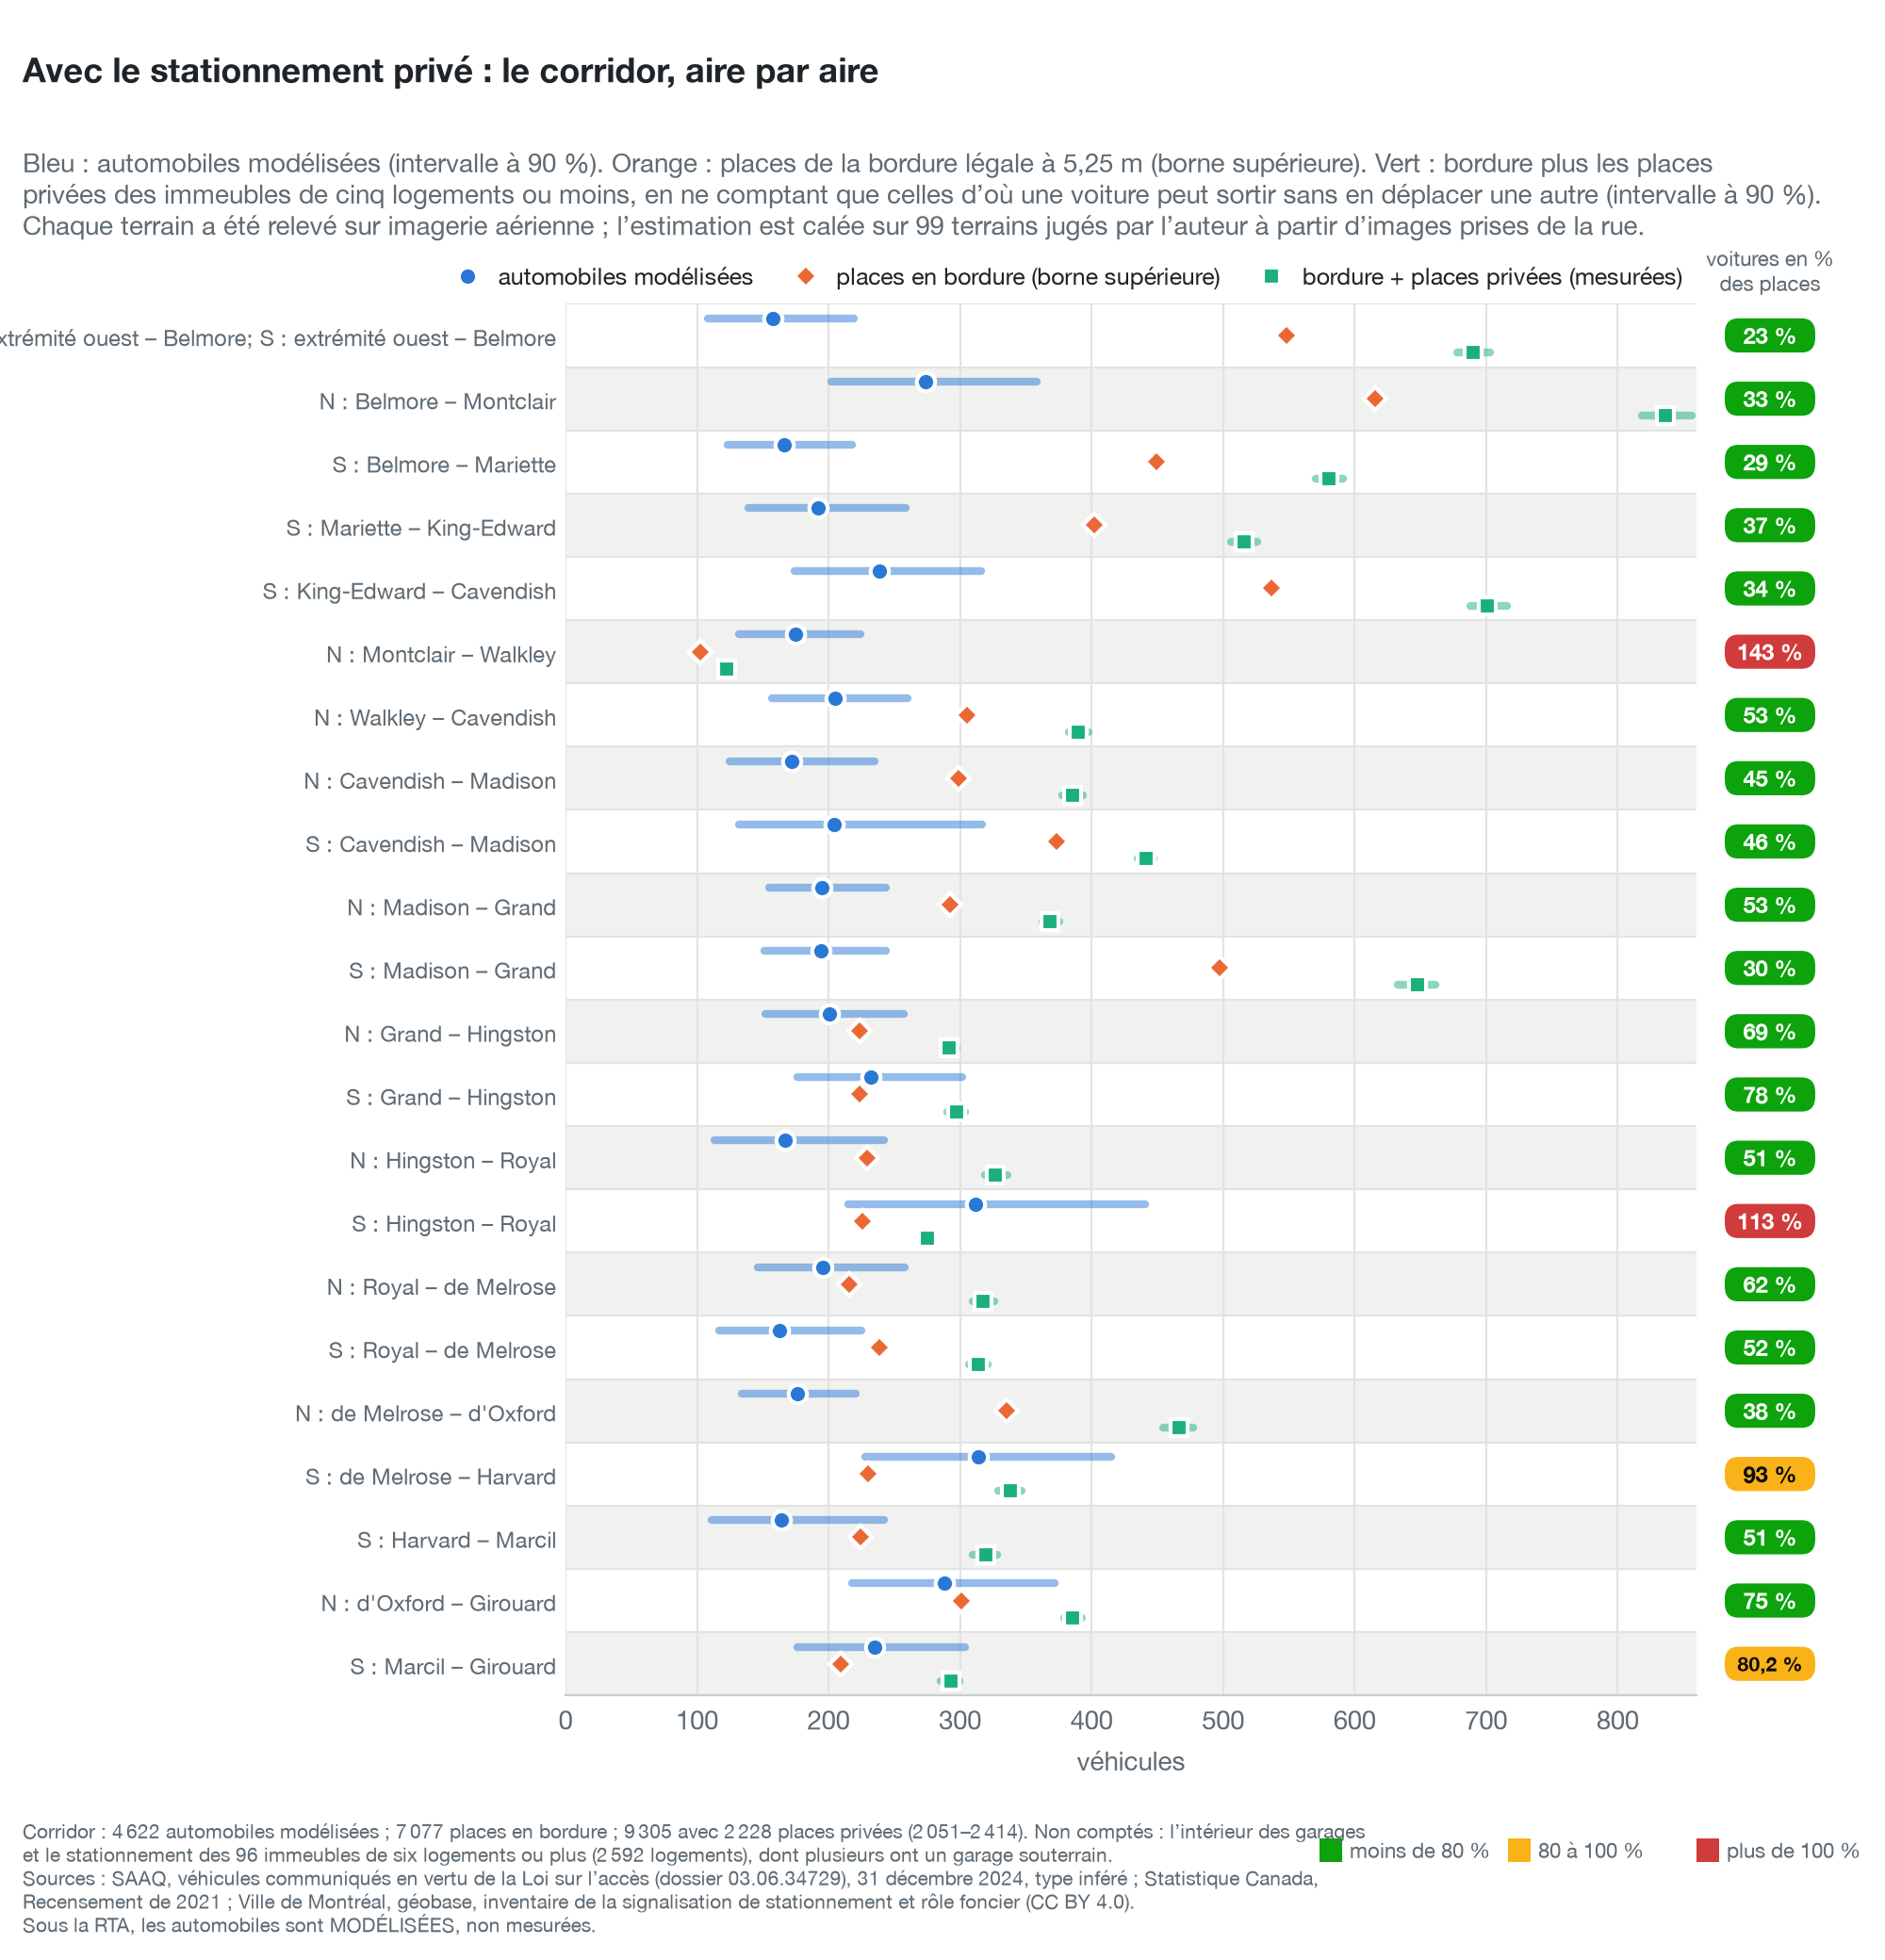 Avec le stationnement privé : le corridor, aire par aire
Bleu : automobiles modélisées (intervalle à 90 %). Orange : places de la bordure légale à 5,25 m (borne supérieure). Vert : bordure plus les places
privées des immeubles de cinq logements ou moins, en ne comptant que celles d’où une voiture peut sortir sans en déplacer une autre (intervalle à 90 %).
Chaque terrain a été relevé sur imagerie aérienne ; l’estimation est calée sur 99 terrains jugés par l’auteur à partir d’images prises de la rue.
automobiles modélisées
places en bordure (borne supérieure)
bordure + places privées (mesurées)
voitures en %
des places
xtrémité ouest – Belmore; S : extrémité ouest – Belmore
23 %
N : Belmore – Montclair
33 %
S : Belmore – Mariette
29 %
S : Mariette – King-Edward
37 %
S : King-Edward – Cavendish
34 %
N : Montclair – Walkley
143 %
N : Walkley – Cavendish
53 %
N : Cavendish – Madison
45 %
S : Cavendish – Madison
46 %
N : Madison – Grand
53 %
S : Madison – Grand
30 %
N : Grand – Hingston
69 %
S : Grand – Hingston
78 %
N : Hingston – Royal
51 %
S : Hingston – Royal
113 %
N : Royal – de Melrose
62 %
S : Royal – de Melrose
52 %
N : de Melrose – d'Oxford
38 %
S : de Melrose – Harvard
93 %
S : Harvard – Marcil
51 %
N : d'Oxford – Girouard
75 %
S : Marcil – Girouard
80,2 %
0 100 200 300 400 500 600 700 800
véhicules
Corridor : 4 622 automobiles modélisées ; 7 077 places en bordure ; 9 305 avec 2 228 places privées (2 051–2 414). Non comptés : l’intérieur des garages
et le stationnement des 96 immeubles de six logements ou plus (2 592 logements), dont plusieurs ont un garage souterrain.
Sources : SAAQ, véhicules communiqués en vertu de la Loi sur l’accès (dossier 03.06.34729), 31 décembre 2024, type inféré ; Statistique Canada,
Recensement de 2021 ; Ville de Montréal, géobase, inventaire de la signalisation de stationnement et rôle foncier (CC BY 4.0).
Sous la RTA, les automobiles sont MODÉLISÉES, non mesurées.
moins de 80 %
80 à 100 %
plus de 100 %